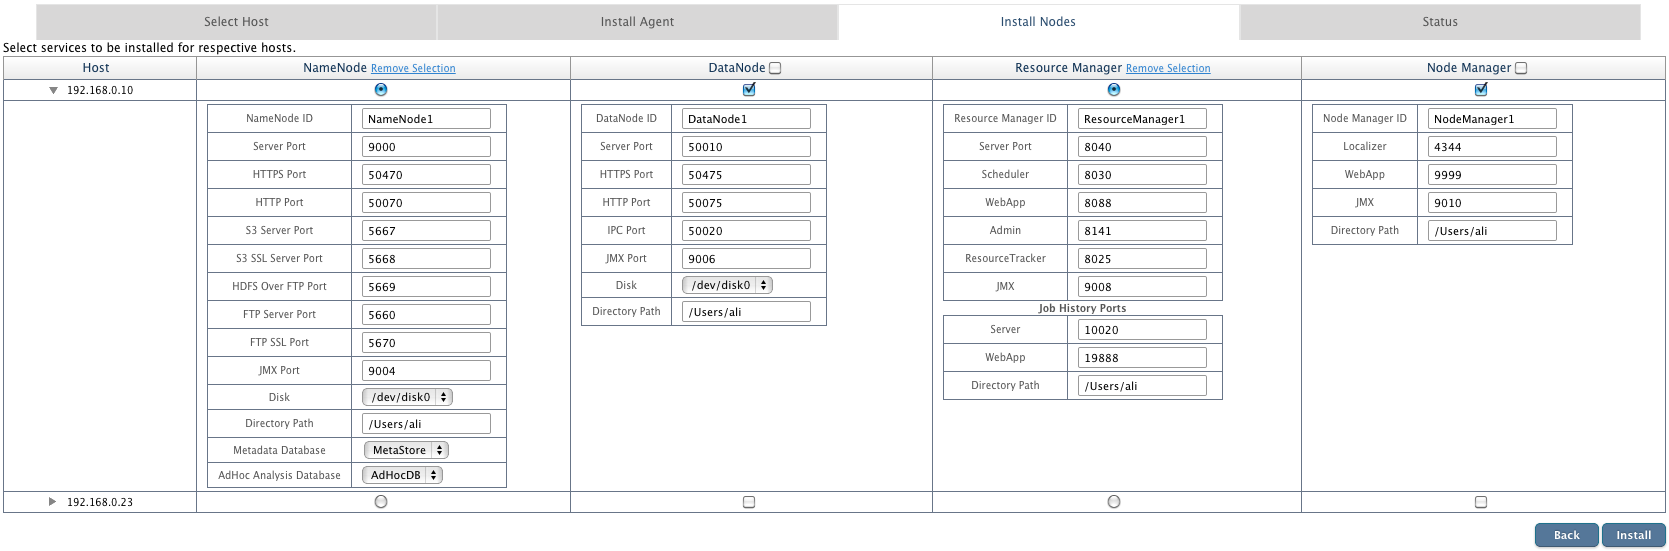 Select Host Install Agent Install Nodes Status
Select services to be installed for respective hosts.
Host NameNode Remove Selection DataNode Resource Manager Remove Selection Node Manager
192.168.0.10
NameNode ID NameNode1 DataNode ID DataNode1 Resource Manager ID ResourceManager1 Node Manager ID NodeManager1
Server Port 9000 Server Port 50010 Server Port 8040 Localizer 4344
HTTPS Port 50470 HTTPS Port 50475 Scheduler 8030 WebApp 9999
HTTP Port 50070 HTTP Port 50075 WebApp 8088 JMX 9010
S3 Server Port 5667 IPC Port 50020 Admin 8141 Directory Path /Users/ali
S3 SSL Server Port 5668 JMX Port 9006 ResourceTracker 8025
HDFS Over FTP Port 5669 Disk /dev/disk0 JMX 9008
FTP Server Port 5660 Directory Path /Users/ali Job History Ports
FTP SSL Port 5670 Server 10020
JMX Port 9004 WebApp 19888
Disk /dev/disk0 Directory Path /Users/ali
Directory Path /Users/ali
Metadata Database MetaStore
AdHoc Analysis Database AdHocDB
192.168.0.23
Back Install